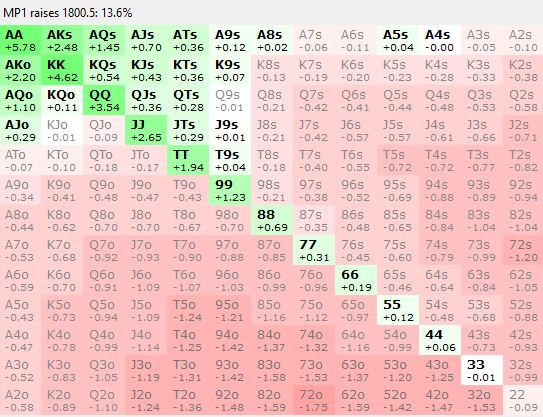 MP1 raises 1800.5: 13.6%
AA AKs AQs AJs ATs A9s A8s A7s A6s A5s A4s A3s A2s
+5.78 +2.48 +1.45 +0.70 +0.36 +0.12 +0.02 -0.06 -0.11 +0.04 -0.00 -0.05 -0.10
AKo KK KQs KJs KTs K9s K8s K7s K6s K5s K4s K3s K2s
+2.20 +4.62 +0.54 +0.43 +0.36 +0.07 -0.13 -0.19 -0.20 -0.23 -0.28 -0.33 -0.38
AQo KQo QQ QJs QTs Q9s Q8s Q7s Q6s Q5s Q4s Q3s Q2s
+1.10 +0.11 +3.54 +0.36 +0.28 -0.01 -0.21 -0.42 -0.41 -0.44 -0.48 -0.53 -0.58
AJo KJo QJo JJ JTs J9s J8s J7s J6s J5s J4s J3s J2s
+0.29 -0.01 -0.09 +2.65 +0.29 +0.01 -0.21 -0.42 -0.57 -0.57 -0.61 -0.66 -0.71
ATo KTo QTo JTo TT T9s T8s T7s T6s T5s T4s T3s T2s
-0.07 -0.10 -0.18 -0.17 +1.94 +0.04 -0.18 -0.40 -0.55 -0.72 -0.72 -0.77 -0.82
A9o K9o Q9o J9o T9o 99 98s 97s 96s 95s 94s 93s 92s
-0.34 -0.41 -0.48 -0.47 -0.43 +1.23 -0.21 -0.38 -0.52 -0.69 -0.88 -0.89 -0.94
A8o K8o Q8o J8o T8o 98o 88 87s 86s 85s 84s 83s 82s
-0.44 -0.62 -0.70 -0.70 -0.67 -0.70 +0.69 -0.35 -0.48 -0.65 -0.84 -1.04 -1.04
A7o K7o Q7o J7o T7o 97o 87o 77 76s 75s 74s 73s 72s
-0.53 -0.68 -0.92 -0.93 -0.90 -0.88 -0.85 +0.31 -0.45 -0.60 -0.79 -0.99 -1.20
A6o K6o Q6o J6o T6o 96o 86o 76o 66 65s 64s 63s 62s
-0.59 -0.70 -0.91 -1.09 -1.07 -1.03 -0.99 -0.96 +0.19 -0.46 -0.64 -0.84 -1.05
A5o K5o Q5o J5o T5o 95o 85o 75o 65o 55 54s 53s 52s
-0.43 -0.73 -0.94 -1.09 -1.24 -1.21 -1.16 -1.12 -0.97 +0.12 -0.48 -0.68 -0.88
A4o K4o Q4o J4o T4o 94o 84o 74o 64o 54o 44 43s 42s
-0.47 -0.78 -0.99 -1.14 -1.25 -1.42 -1.37 -1.32 -1.16 -0.99 +0.06 -0.73 -0.93
A3o K3o Q3o J3o T3o 93o 83o 73o 63o 53o 43o 33 32s
-0.52 -0.83 -1.05 -1.19 -1.31 -1.42 -1.58 -1.53 -1.37 -1.20 -1.25 -0.01 -0.99
A2o K2o Q2o J2o T2o 92o 82o 72o 62o 52o 42o 32o 22
-0.58 -0.89 -1.10 -1.24 -1.36 -1.48 -1.59 -1.75 -1.59 -1.42 -1.47 -1.53 -0.09